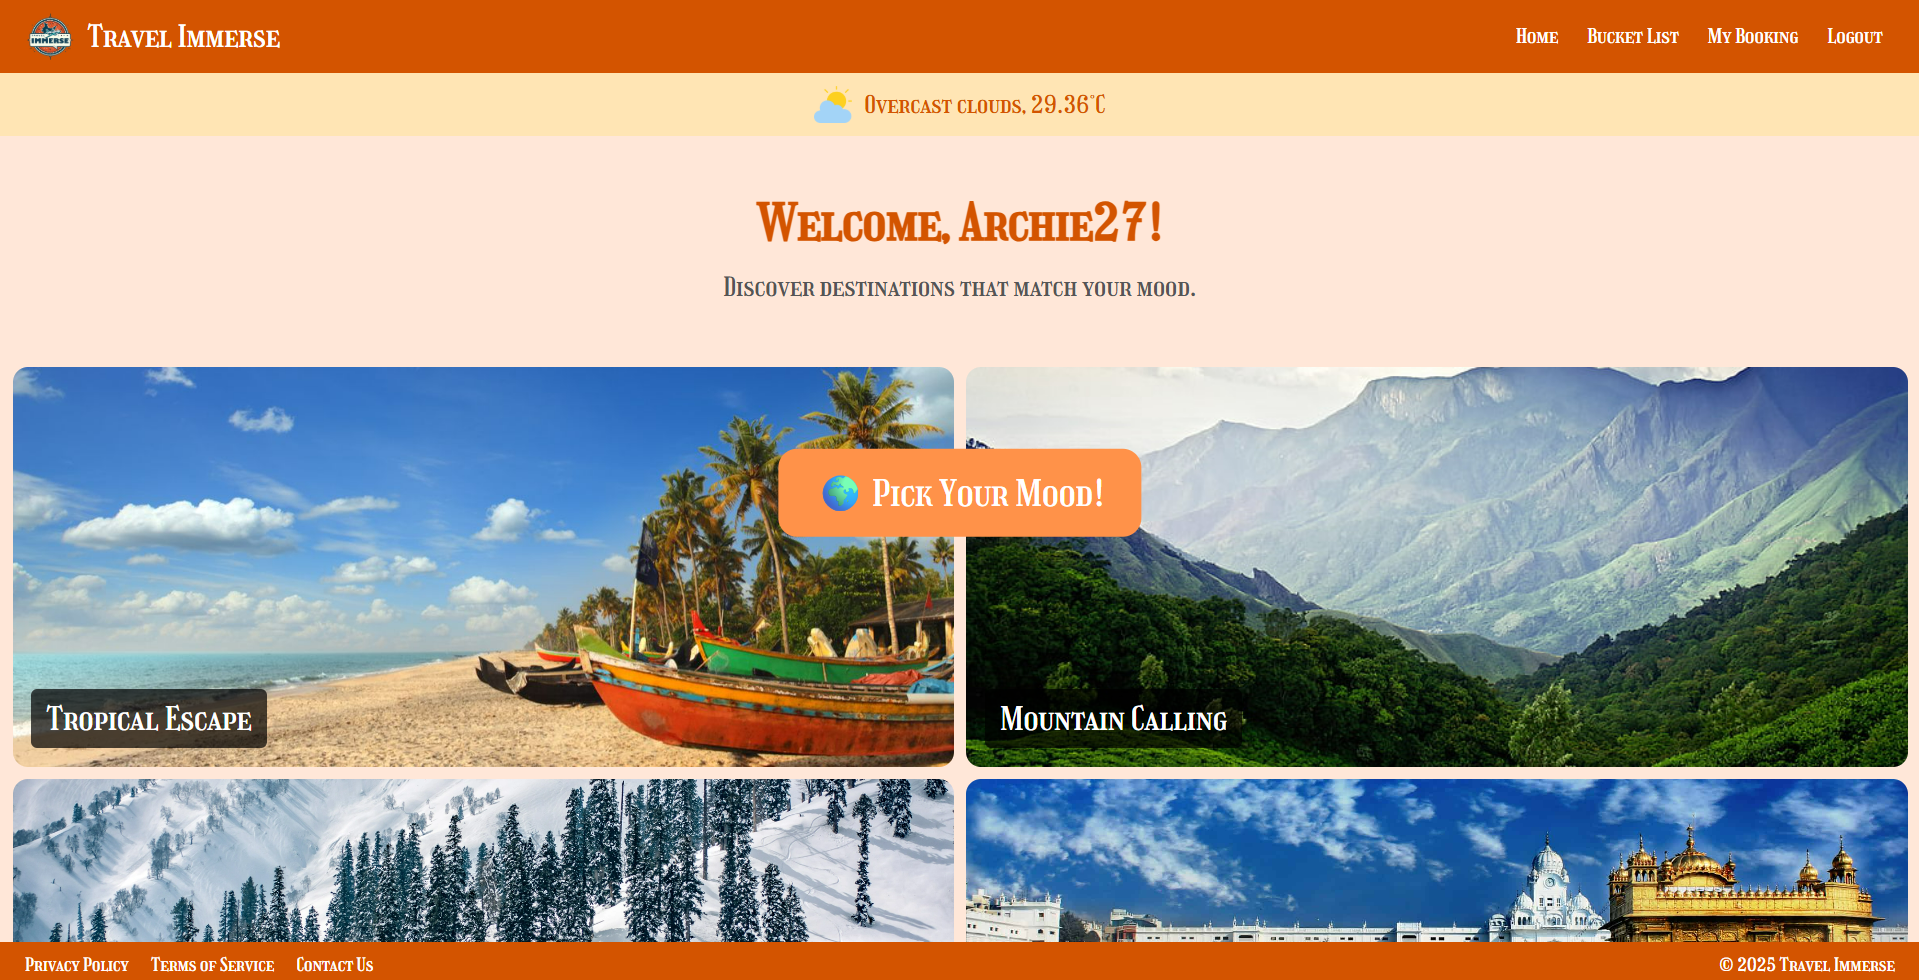 IMMERSE
Travel Immerse
Home Bucket List My Booking Logout
Overcast clouds, 29.36°C
Welcome, Archie27!
Discover destinations that match your mood.
Pick Your Mood!
Tropical Escape
Mountain Calling
Privacy Policy Terms of Service Contact Us
© 2025 Travel Immerse